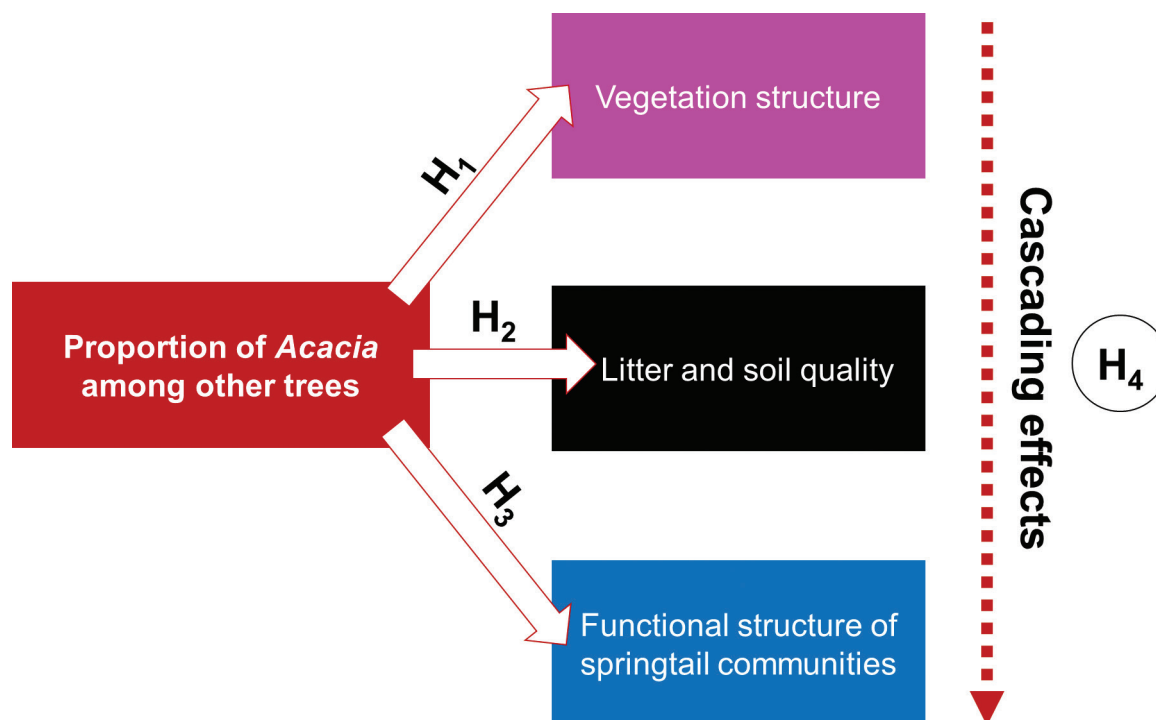 Vegetation structure
H₁
Proportion of Acacia
among other trees
H₂
Litter and soil quality
H₃
Functional structure of
springtail communities
Cascading effects
H₄